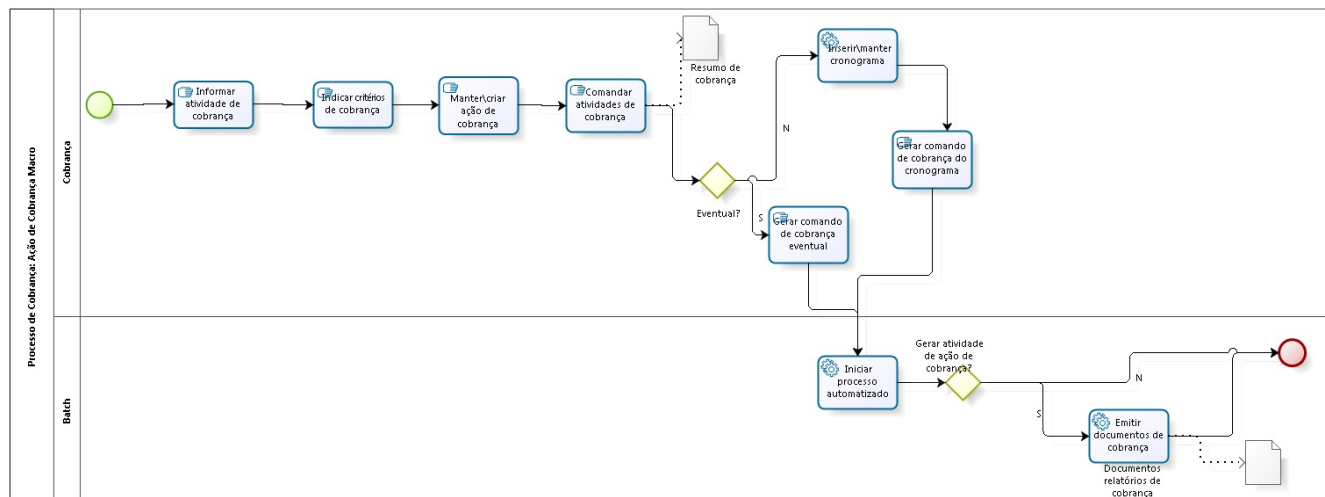 Processo de Cobrança: Ação de Cobrança Macro
Cobrança
Informar
atividade de
cobrança
Indicar critérios
de cobrança
Manter\criar
ação de
cobrança
Comandar
atividades de
cobrança
Resumo de
cobrança
Eventual?
N
S
Inserir\manter
cronograma
Gerar comando
de cobrança do
cronograma
Gerar comando
de cobrança
eventual
Batch
Iniciar
processo
automatizado
Gerar atividade
de ação de
cobrança?
N
S
Emitir
documentos de
cobrança
Documentos
relatórios de
cobrança